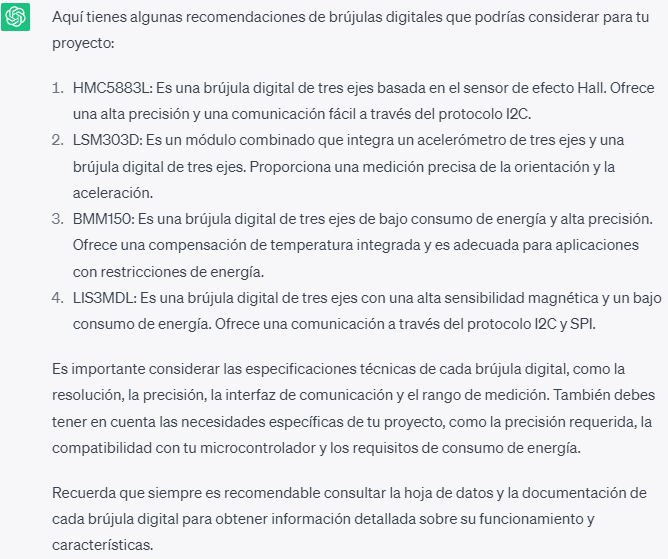 Aquí tienes algunas recomendaciones de brújulas digitales que podrías considerar para tu
proyecto:
1. HMC5883L: Es una brújula digital de tres ejes basada en el sensor de efecto Hall. Ofrece
una alta precisión y una comunicación fácil a través del protocolo I2C.
2. LSM303D: Es un módulo combinado que integra un acelerómetro de tres ejes y una
brújula digital de tres ejes. Proporciona una medición precisa de la orientación y la
aceleración.
3. BMM150: Es una brújula digital de tres ejes de bajo consumo de energía y alta precisión.
Ofrece una compensación de temperatura integrada y es adecuada para aplicaciones
con restricciones de energía.
4. LIS3MDL: Es una brújula digital de tres ejes con una alta sensibilidad magnética y un bajo
consumo de energía. Ofrece una comunicación a través del protocolo I2C y SPI.
Es importante considerar las especificaciones técnicas de cada brújula digital, como la
resolución, la precisión, la interfaz de comunicación y el rango de medición. También debes
tener en cuenta las necesidades específicas de tu proyecto, como la precisión requerida, la
compatibilidad con tu microcontrolador y los requisitos de consumo de energía.
Recuerda que siempre es recomendable consultar la hoja de datos y la documentación de
cada brújula digital para obtener información detallada sobre su funcionamiento y
características.